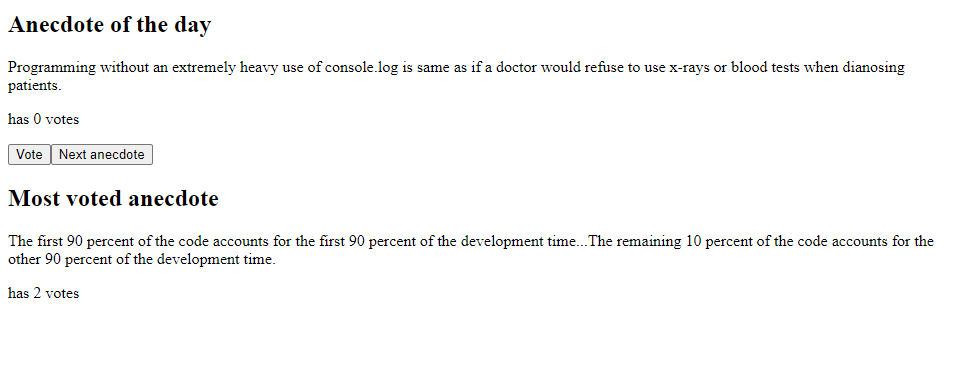 Anecdote of the day
Programming without an extremely heavy use of console.log is same as if a doctor would refuse to use x-rays or blood tests when dianosing
patients.
has 0 votes
Vote Next anecdote
Most voted anecdote
The first 90 percent of the code accounts for the first 90 percent of the development time...The remaining 10 percent of the code accounts for the
other 90 percent of the development time.
has 2 votes